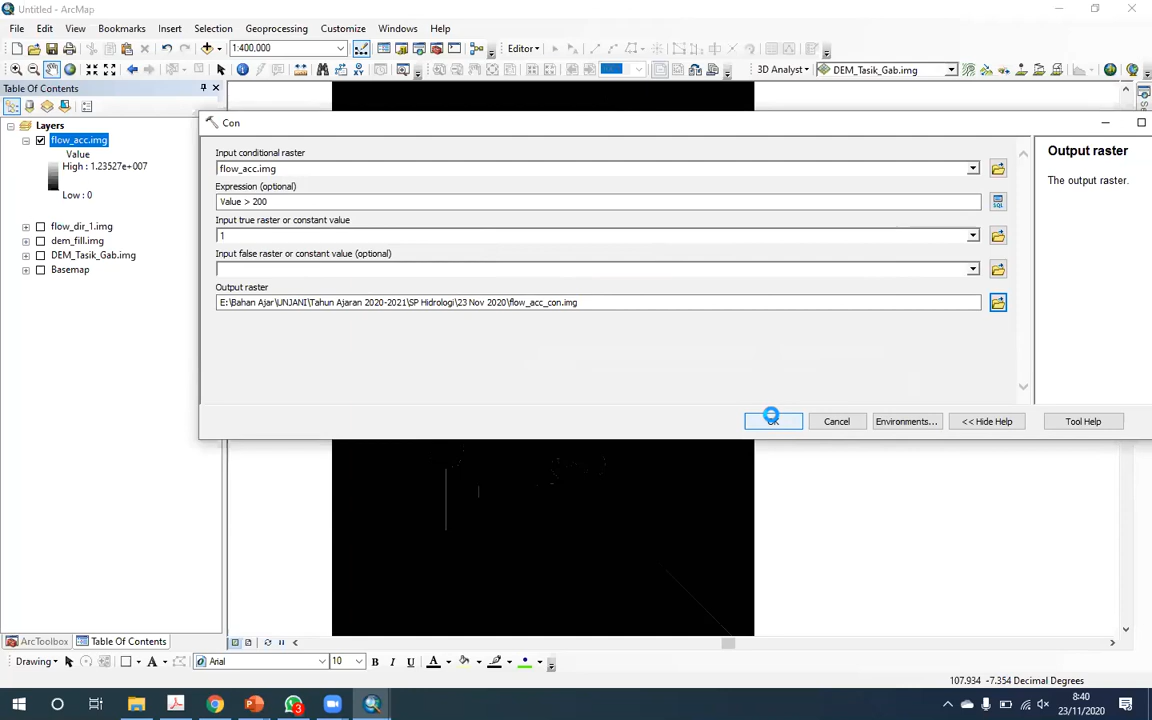 Untitled - ArcMap
File Edit View Bookmarks Insert Selection Geoprocessing Customize Windows Help
1:400,000 Editor
3D Analyst DEM_Tasik_Gab.img
Table Of Contents
Layers
flow_acc.img
Value
High : 1.23527e+007
Low : 0
flow_dir_1.img
dem_fill.img
DEM_Tasik_Gab.img
Basemap
Con
Input conditional raster
flow_acc.img
Expression (optional)
Value > 200
SQL
Input true raster or constant value
1
Input false raster or constant value (optional)
Output raster
E:\Bahan Ajar\UNJANI\Tahun Ajaran 2020-2021\SP Hidrologi\23 Nov 2020\flow_acc_con.img
OK Cancel Environments... << Hide Help Tool Help
Output raster
The output raster.
ArcToolbox Table Of Contents
Drawing A Arial 10 B I U A
107.934 -7.354 Decimal Degrees
3
8:40
23/11/2020